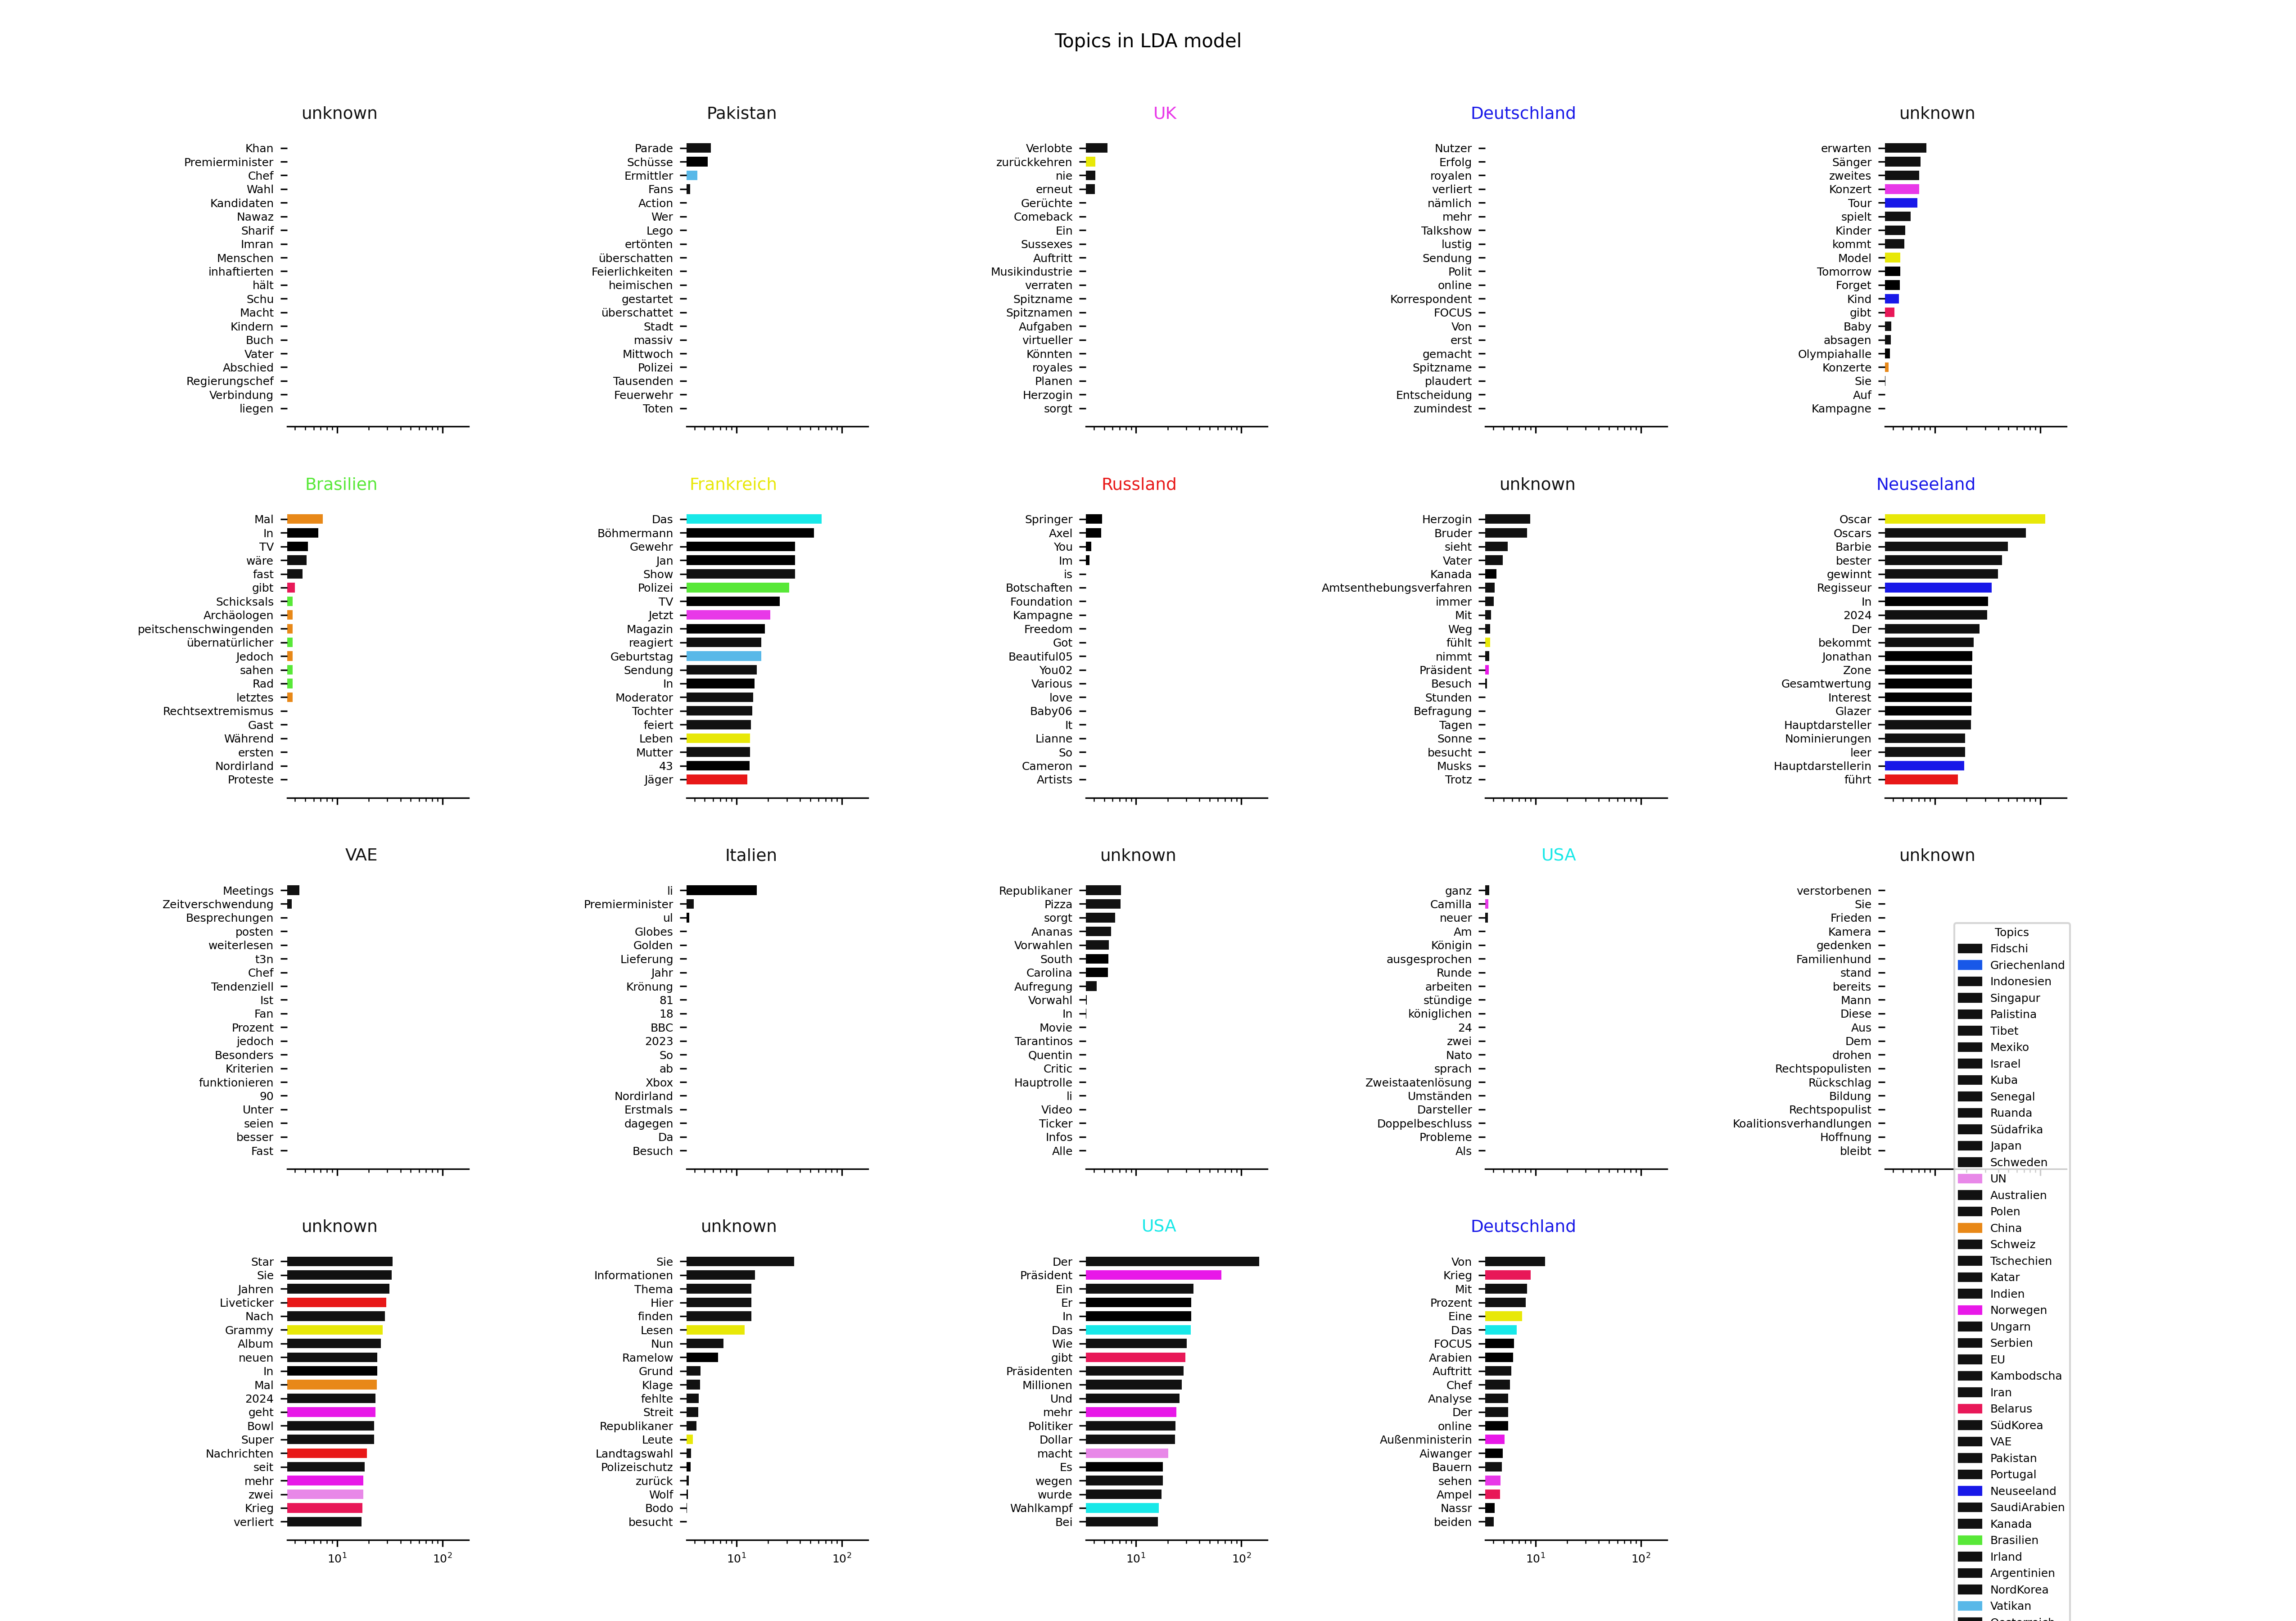 Topics in LDA model
unknown
Khan
Premierminister
Chef
Wahl
Kandidaten
Nawaz
Sharif
Imran
Menschen
inhaftierten
hält
Schu
Macht
Kindern
Buch
Vater
Abschied
Regierungschef
Verbindung
liegen
Pakistan
Parade
Schüsse
Ermittler
Fans
Action
Wer
Lego
ertönten
überschatten
Feierlichkeiten
heimischen
gestartet
überschattet
Stadt
massiv
Mittwoch
Polizei
Tausenden
Feuerwehr
Toten
UK
Verlobte
zurückkehren
nie
erneut
Gerüchte
Comeback
Ein
Sussexes
Auftritt
Musikindustrie
verraten
Spitzname
Spitznamen
Aufgaben
virtueller
Könnten
royales
Planen
Herzogin
sorgt
Deutschland
Nutzer
Erfolg
royalen
verliert
nämlich
mehr
Talkshow
lustig
Sendung
Polit
online
Korrespondent
FOCUS
Von
erst
gemacht
Spitzname
plaudert
Entscheidung
zumindest
unknown
erwarten
Sänger
zweites
Konzert
Tour
spielt
Kinder
kommt
Model
Tomorrow
Forget
Kind
gibt
Baby
absagen
Olympiahalle
Konzerte
Sie
Auf
Kampagne
Brasilien
Mal
In
TV
wäre
fast
gibt
Schicksals
Archäologen
peitschenschwingenden
übernatürlicher
Jedoch
sahen
Rad
letztes
Rechtsextremismus
Gast
Während
ersten
Nordirland
Proteste
Frankreich
Das
Böhmermann
Gewehr
Jan
Show
Polizei
TV
Jetzt
Magazin
reagiert
Geburtstag
Sendung
In
Moderator
Tochter
feiert
Leben
Mutter
43
Jäger
Russland
Springer
Axel
You
Im
is
Botschaften
Foundation
Kampagne
Freedom
Got
Beautiful05
You02
Various
love
Baby06
It
Lianne
So
Cameron
Artists
unknown
Herzogin
Bruder
sieht
Vater
Kanada
Amtsenthebungsverfahren
immer
Mit
Weg
fühlt
nimmt
Präsident
Besuch
Stunden
Befragung
Tagen
Sonne
besucht
Musks
Trotz
Neuseeland
Oscar
Oscars
Barbie
bester
gewinnt
Regisseur
In
2024
Der
bekommt
Jonathan
Zone
Gesamtwertung
Interest
Glazer
Hauptdarsteller
Nominierungen
leer
Hauptdarstellerin
führt
VAE
Meetings
Zeitverschwendung
Besprechungen
posten
weiterlesen
t3n
Chef
Tendenziell
Ist
Fan
Prozent
jedoch
Besonders
Kriterien
funktionieren
90
Unter
seien
besser
Fast
Italien
li
Premierminister
ul
Globes
Golden
Lieferung
Jahr
Krönung
81
18
BBC
2023
So
ab
Xbox
Nordirland
Erstmals
dagegen
Da
Besuch
unknown
Republikaner
Pizza
sorgt
Ananas
Vorwahlen
South
Carolina
Aufregung
Vorwahl
In
Movie
Tarantinos
Quentin
Critic
Hauptrolle
li
Video
Ticker
Infos
Alle
USA
ganz
Camilla
neuer
Am
Königin
ausgesprochen
Runde
arbeiten
stündige
königlichen
24
zwei
Nato
sprach
Zweistaatenlösung
Umständen
Darsteller
Doppelbeschluss
Probleme
Als
unknown
verstorbenen
Sie
Frieden
Kamera
gedenken
Familienhund
stand
bereits
Mann
Diese
Aus
Dem
drohen
Rechtspopulisten
Rückschlag
Bildung
Rechtspopulist
Koalitionsverhandlungen
Hoffnung
bleibt
unknown
Star
Sie
Jahren
Liveticker
Nach
Grammy
Album
neuen
In
Mal
2024
geht
Bowl
Super
Nachrichten
seit
mehr
zwei
Krieg
verliert
10¹ 10²
unknown
Sie
Informationen
Thema
Hier
finden
Lesen
Nun
Ramelow
Grund
Klage
fehlte
Streit
Republikaner
Leute
Landtagswahl
Polizeischutz
zurück
Wolf
Bodo
besucht
10¹ 10²
USA
Der
Präsident
Ein
Er
In
Das
Wie
gibt
Präsidenten
Millionen
Und
mehr
Politiker
Dollar
macht
Es
wegen
wurde
Wahlkampf
Bei
10¹ 10²
Deutschland
Von
Krieg
Mit
Prozent
Eine
Das
FOCUS
Arabien
Auftritt
Chef
Analyse
Der
online
Außenministerin
Aiwanger
Bauern
sehen
Ampel
Nassr
beiden
10¹ 10²
Topics
Fidschi
Griechenland
Indonesien
Singapur
Palistina
Tibet
Mexiko
Israel
Kuba
Senegal
Ruanda
Südafrika
Japan
Schweden
UN
Australien
Polen
China
Schweiz
Tschechien
Katar
Indien
Norwegen
Ungarn
Serbien
EU
Kambodscha
Iran
Belarus
SüdKorea
VAE
Pakistan
Portugal
Neuseeland
SaudiArabien
Kanada
Brasilien
Irland
Argentinien
NordKorea
Vatikan